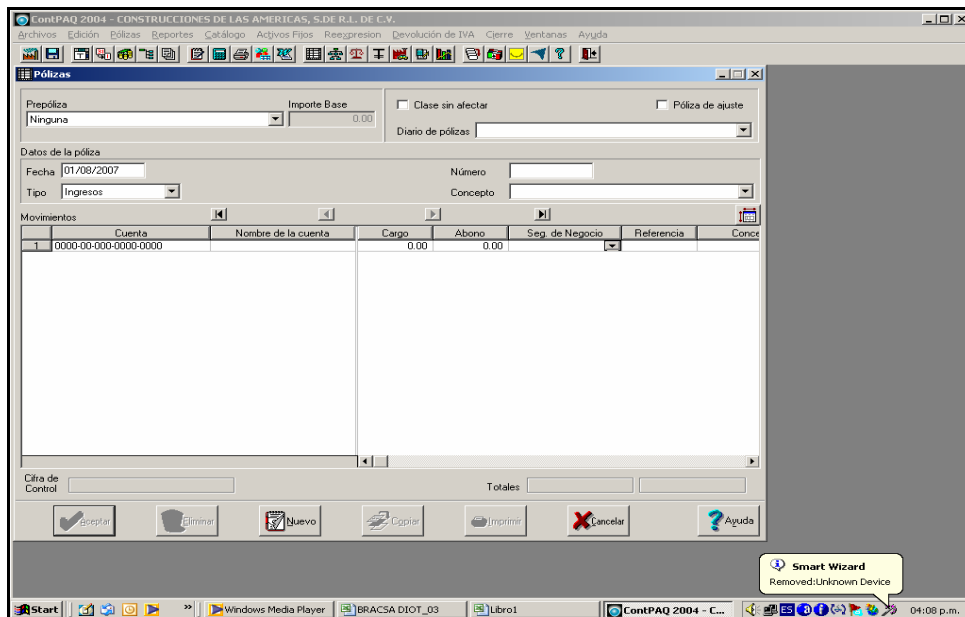 ContPAQ 2004 - CONSTRUCCIONES DE LAS AMERICAS, S.DE R.L. DE C.V.
Archivos Edición Pólizas Reportes Catálogo Activos Fijos Reexpresion Devolución de IVA Cierre Ventanas Ayuda
Pólizas
Prepóliza Importe Base Clase sin afectar Póliza de ajuste
Ninguna 0.00
Diario de pólizas
Datos de la póliza
Fecha 01/08/2007 Número
Tipo Ingresos Concepto
Movimientos
Cuenta Nombre de la cuenta Cargo Abono Seg. de Negocio Referencia Conce
1 0000-00-000-0000-0000 0.00 0.00
Cifra de Control Totales
Aceptar Eliminar Nuevo Copiar Imprimir Cancelar Ayuda
Smart Wizard
Removed:Unknown Device
Start » Windows Media Player BRACSA DIOT_03 Libro1 ContPAQ 2004 - C... ES 04:08 p.m.